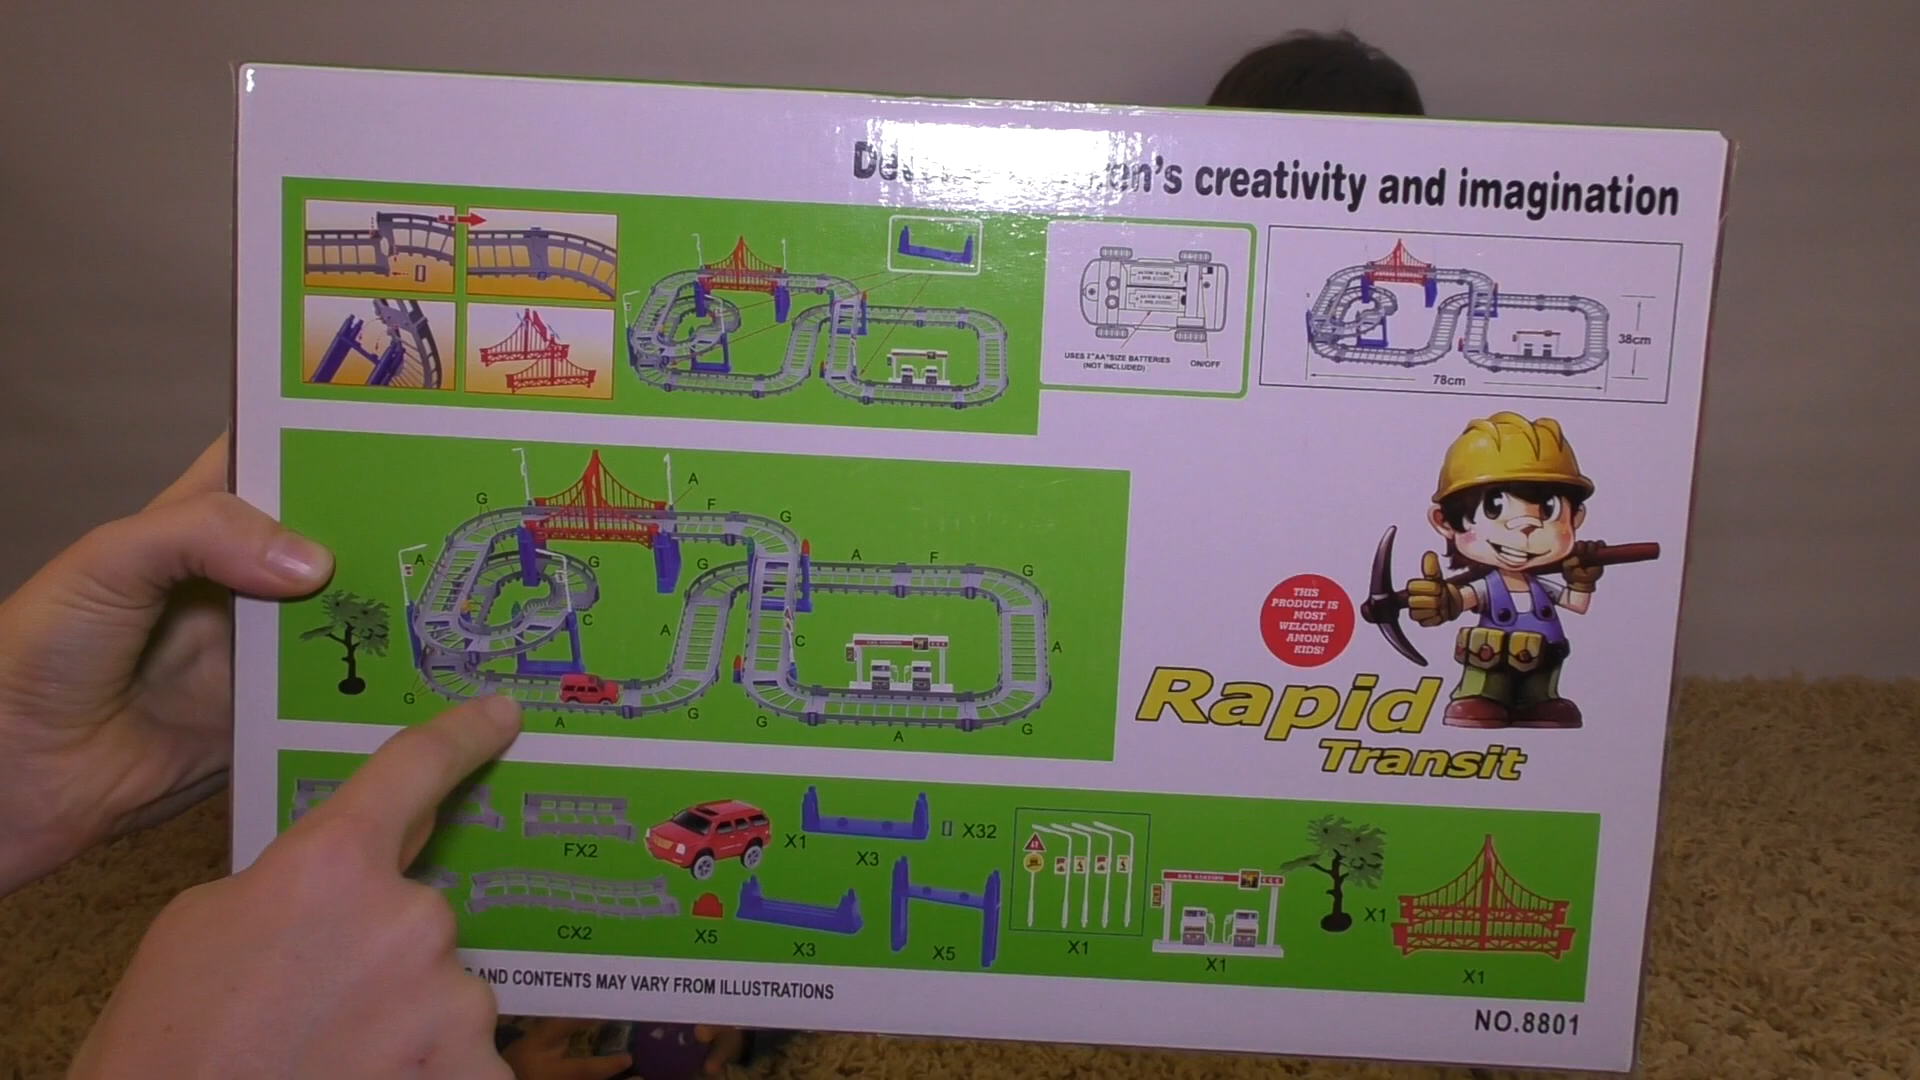 creativity and imagination
USES 2"AA"SIZE BATTERIES
(NOT INCLUDED)
ON/OFF
38cm
78cm
A
G
F
G
A
G
G
A
F
G
C
A
C
A
G
A
G
G
A
G
THIS
PRODUCT IS
MOST
WELCOME
AMONG
KIDS!
Rapid
Transit
FX2
X1
X3
X32
CX2
X5
X3
X5
X1
GAS STATION
X1
X1
X1
AND CONTENTS MAY VARY FROM ILLUSTRATIONS
NO.8801